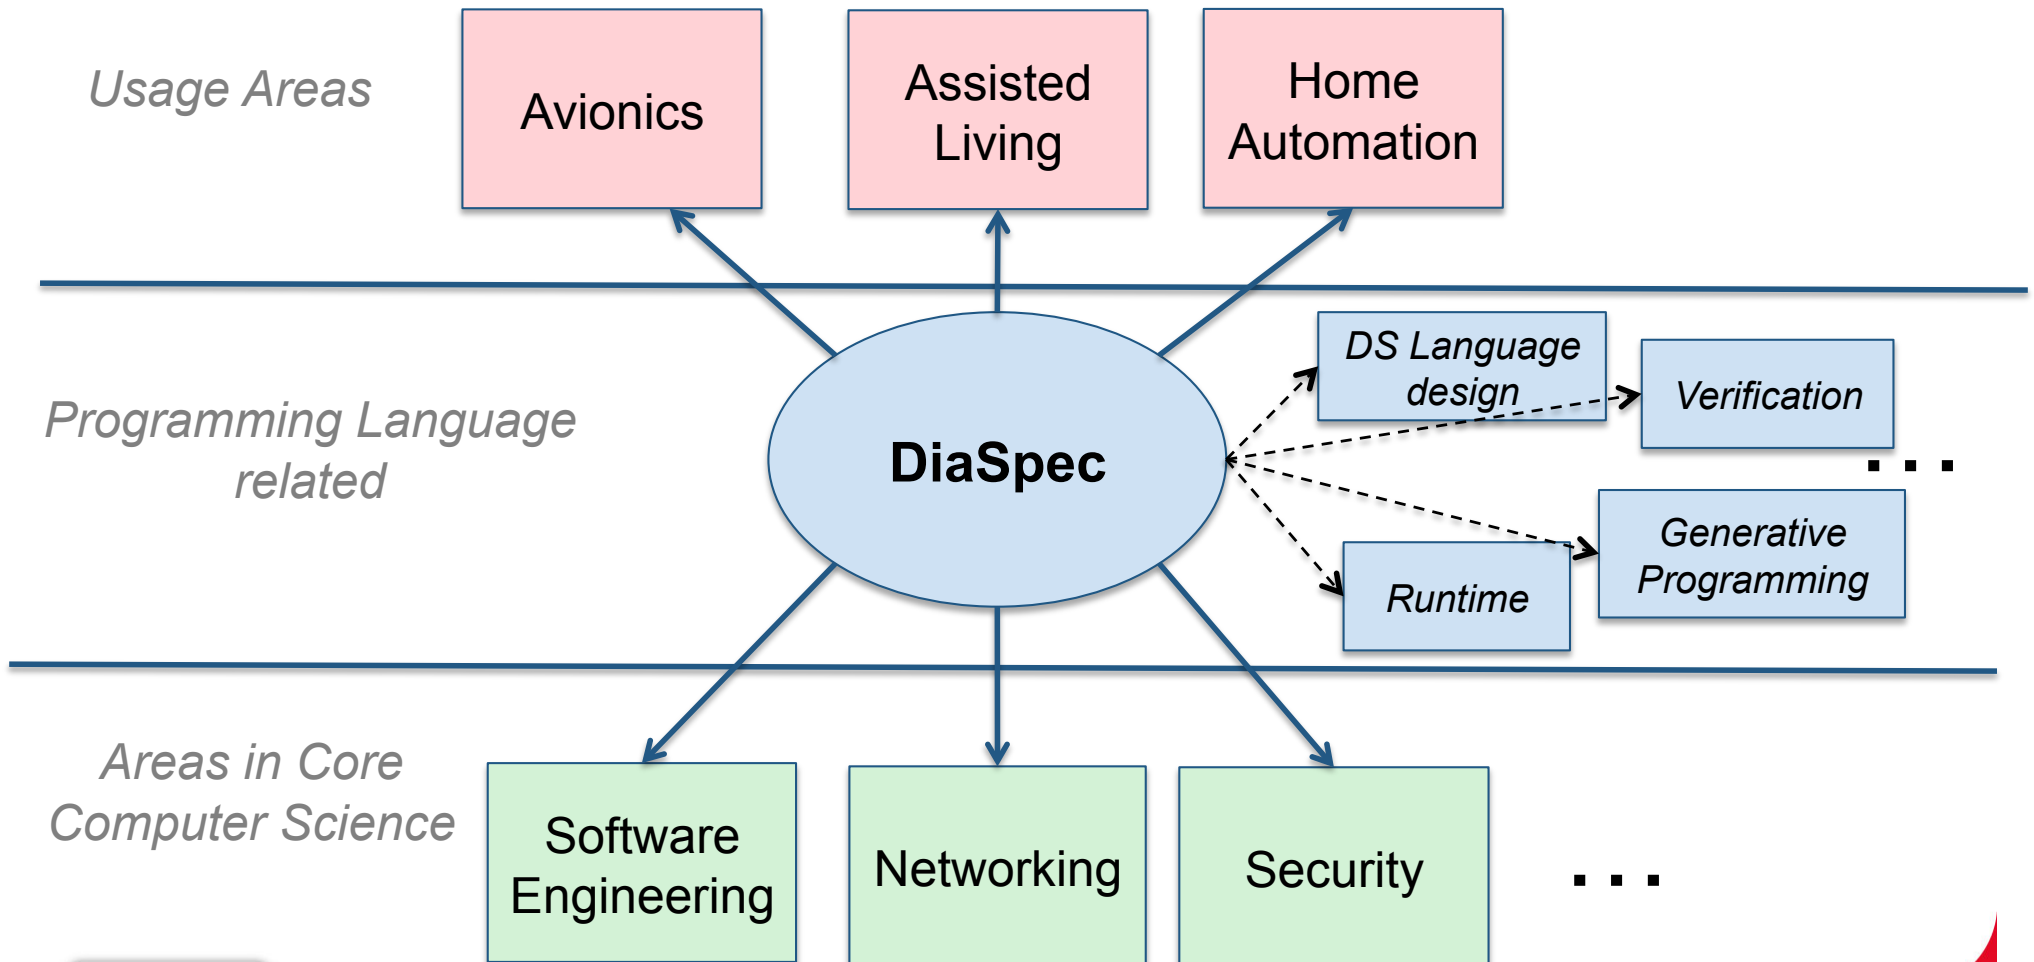 Usage Areas
Avionics
Assisted
Living
Home
Automation
Programming Language
related
DiaSpec
DS Language
design
Verification
. . .
Generative
Programming
Runtime
Areas in Core
Computer Science
Software
Engineering
Networking
Security
. . .